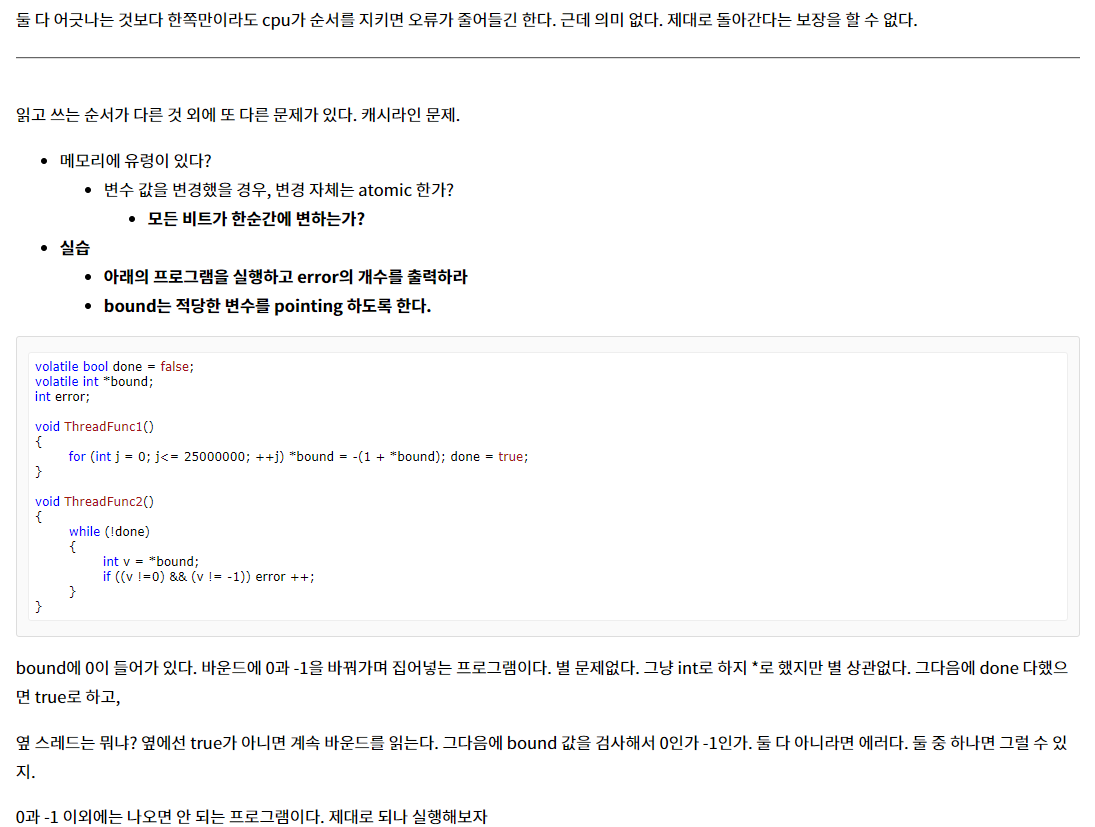 둘 다 어긋나는 것보다 한쪽만이라도 cpu가 순서를 지키면 오류가 줄어들긴 한다. 근데 의미 없다. 제대로 돌아간다는 보장을 할 수 없다.
읽고 쓰는 순서가 다른 것 외에 또 다른 문제가 있다. 캐시라인 문제.
• 메모리에 유령이 있다?
• 변수 값을 변경했을 경우, 변경 자체는 atomic 한가?
• 모든 비트가 한순간에 변하는가?
• 실습
• 아래의 프로그램을 실행하고 error의 개수를 출력하라
• bound는 적당한 변수를 pointing 하도록 한다.
volatile bool done = false;
volatile int *bound;
int error;
void ThreadFunc1()
{
for (int j = 0; j<= 25000000; ++j) *bound = -(1 + *bound); done = true;
}
void ThreadFunc2()
{
while (!done)
{
int v = *bound;
if ((v !=0) && (v != -1)) error ++;
}
}
bound에 0이 들어가 있다. 바운드에 0과 -1을 바꿔가며 집어넣는 프로그램이다. 별 문제없다. 그냥 int로 하지 *로 했지만 별 상관없다. 그다음에 done 다했으
면 true로 하고,
옆 스레드는 뭐냐? 옆에선 true가 아니면 계속 바운드를 읽는다. 그다음에 bound 값을 검사해서 0인가 -1인가. 둘 다 아니라면 에러다. 둘 중 하나면 그럴 수 있
지.
0과 -1 이외에는 나오면 안 되는 프로그램이다. 제대로 되나 실행해보자